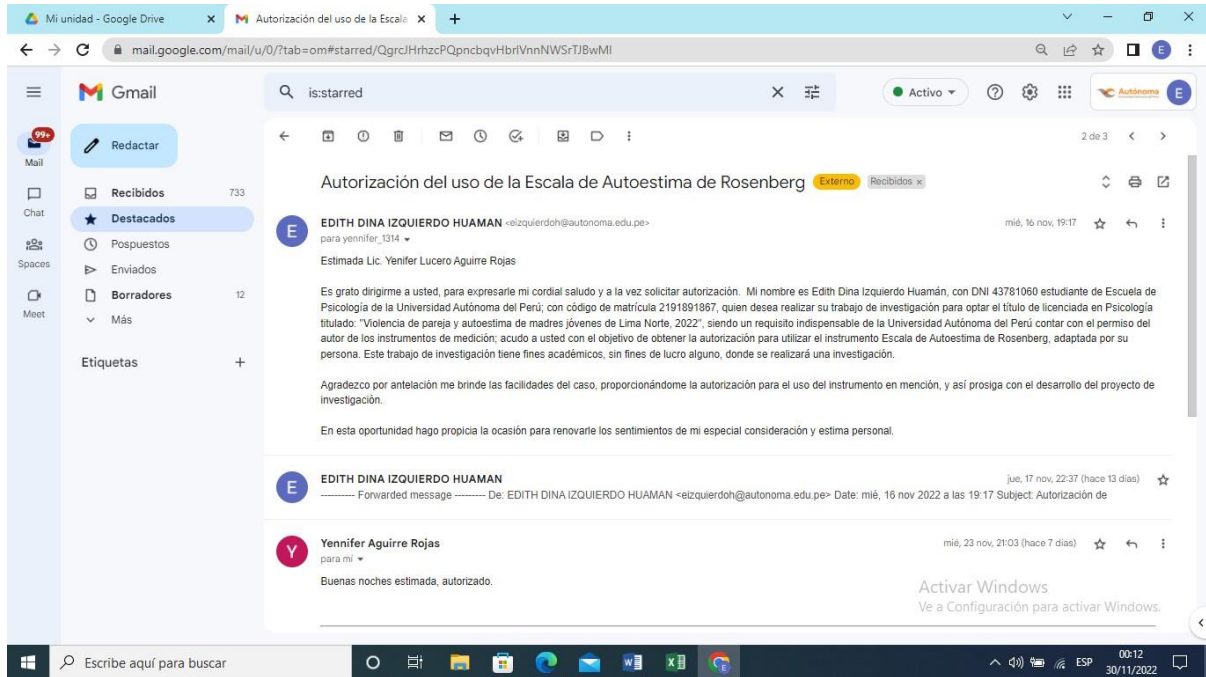 Mi unidad - Google Drive
Autorización del uso de la Escala
mail.google.com/mail/u/0/?tab=om#starred/QgrcJHrhzcPQpncbqvHbrlVnnNWSrTJBwMl
E
Gmail
is:starred
Activo
Autónoma
E
99+
Mail
Chat
Spaces
Meet
Redactar
Recibidos 733
Destacados
Pospuestos
Enviados
Borradores 12
Más
Etiquetas
2 de 3
Autorización del uso de la Escala de Autoestima de Rosenberg Externo Recibidos x
E
EDITH DINA IZQUIERDO HUAMAN <eizquierdoh@autonoma.edu.pe> mié, 16 nov, 19:17
para yennifer_1314
Estimada Lic. Yenifer Lucero Aguirre Rojas
Es grato dirigirme a usted, para expresarle mi cordial saludo y a la vez solicitar autorización. Mi nombre es Edith Dina Izquierdo Huamán, con DNI 43781060 estudiante de Escuela de
Psicología de la Universidad Autónoma del Perú; con código de matrícula 2191891867, quien desea realizar su trabajo de investigación para optar el título de licenciada en Psicología
titulado: "Violencia de pareja y autoestima de madres jóvenes de Lima Norte, 2022", siendo un requisito indispensable de la Universidad Autónoma del Perú contar con el permiso del
autor de los instrumentos de medición; acudo a usted con el objetivo de obtener la autorización para utilizar el instrumento Escala de Autoestima de Rosenberg, adaptada por su
persona. Este trabajo de investigación tiene fines académicos, sin fines de lucro alguno, donde se realizará una investigación.
Agradezco por antelación me brinde las facilidades del caso, proporcionándome la autorización para el uso del instrumento en mención, y así prosiga con el desarrollo del proyecto de
investigación.
En esta oportunidad hago propicia la ocasión para renovarle los sentimientos de mi especial consideración y estima personal.
E
EDITH DINA IZQUIERDO HUAMAN jue, 17 nov, 22:37 (hace 13 días)
---------- Forwarded message --------- De: EDITH DINA IZQUIERDO HUAMAN <eizquierdoh@autonoma.edu.pe> Date: mié, 16 nov 2022 a las 19:17 Subject: Autorización de
Y
Yennifer Aguirre Rojas mié, 23 nov, 21:03 (hace 7 días)
para mí
Buenas noches estimada, autorizado.
Activar Windows
Ve a Configuración para activar Windows.
Escribe aquí para buscar
ESP
00:12
30/11/2022